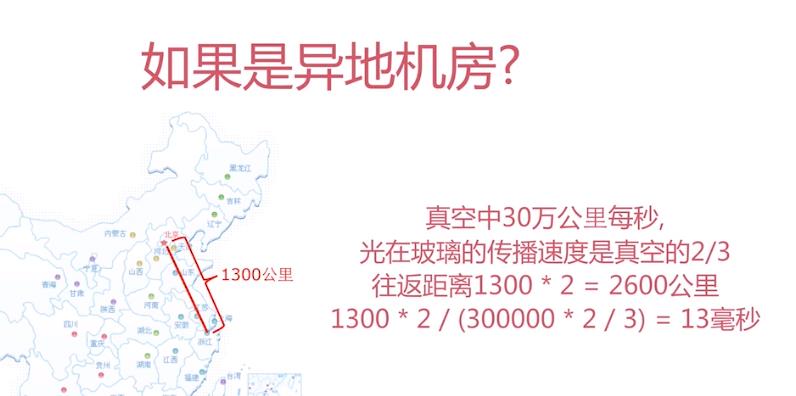 如果是异地机房?
黑龙江
吉林
辽宁
内蒙古
北京
河北
山西
山东
宁夏
青海
甘肃
陕西
河南
1300公里
安徽
湖北
四川
重庆
浙江
湖南
江西
贵州
福建
台湾
真空中30万公里每秒,
光在玻璃的传播速度是真空的2/3
往返距离1300 * 2 = 2600公里
1300 * 2 / (300000 * 2 / 3) = 13毫秒